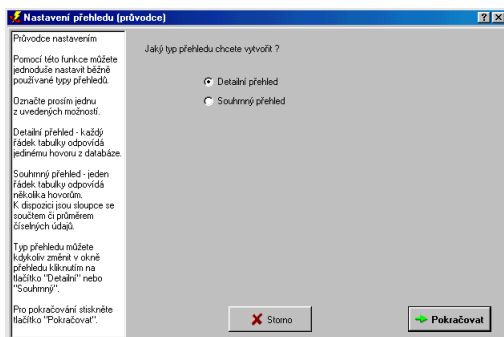 Nastavení přehledu (průvodce)
Průvodce nastavením
Pomocí této funkce můžete
jednoduše nastavit běžně
používané typy přehledů.
Označte prosím jednu
z uvedených možností.
Detailní přehled - každý
řádek tabulky odpovídá
jedinému hovoru z databáze.
Souhrnný přehled - jeden
řádek tabulky odpovídá
několika hovorům.
K dispozici jsou sloupce se
součtem či průměrem
číselných údajů.
Typ přehledu můžete
kdykoliv změnit v okně
přehledu kliknutím na
tlačítko "Detailní" nebo
"Souhrnný".
Pro pokračování stiskněte
tlačítko "Pokračovat".
Jaký typ přehledu chcete vytvořit ?
Detailní přehled
Souhrnný přehled
Storno
Pokračovat